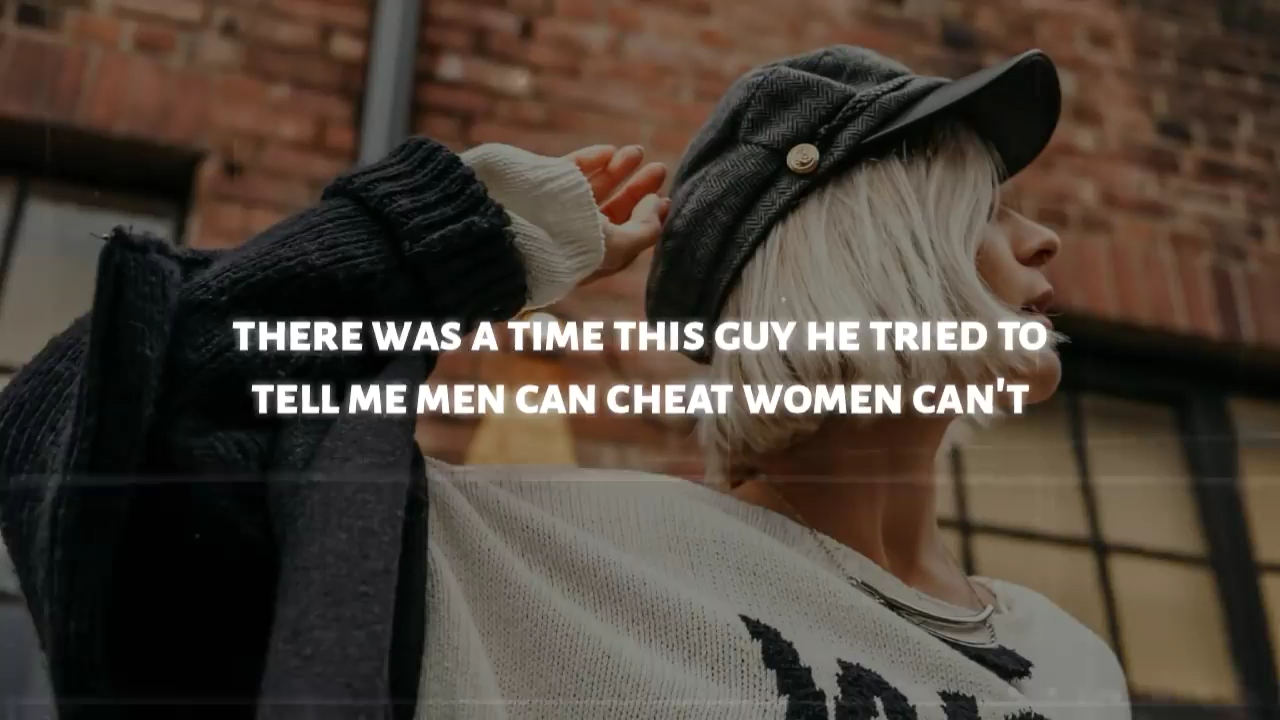 THERE WAS A TIME THIS GUY HE TRIED TO
TELL ME MEN CAN CHEAT WOMEN CAN'T